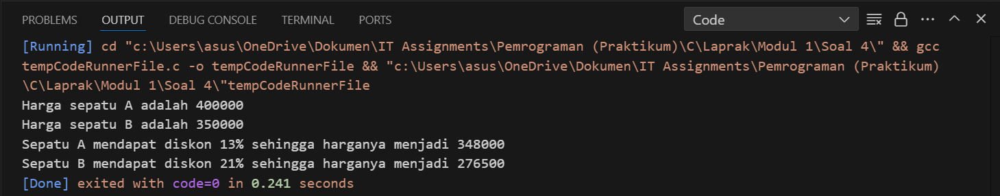 PROBLEMS OUTPUT DEBUG CONSOLE TERMINAL PORTS Code
[Running] cd "c:\Users\asus\OneDrive\Dokumen\IT Assignments\Pemrograman (Praktikum)\C\Laprak\Modul 1\Soal 4\" && gcc
tempCodeRunnerFile.c -o tempCodeRunnerFile && "c:\Users\asus\OneDrive\Dokumen\IT Assignments\Pemrograman (Praktikum)
\C\Laprak\Modul 1\Soal 4\"tempCodeRunnerFile
Harga sepatu A adalah 400000
Harga sepatu B adalah 350000
Sepatu A mendapat diskon 13% sehingga harganya menjadi 348000
Sepatu B mendapat diskon 21% sehingga harganya menjadi 276500
[Done] exited with code=0 in 0.241 seconds